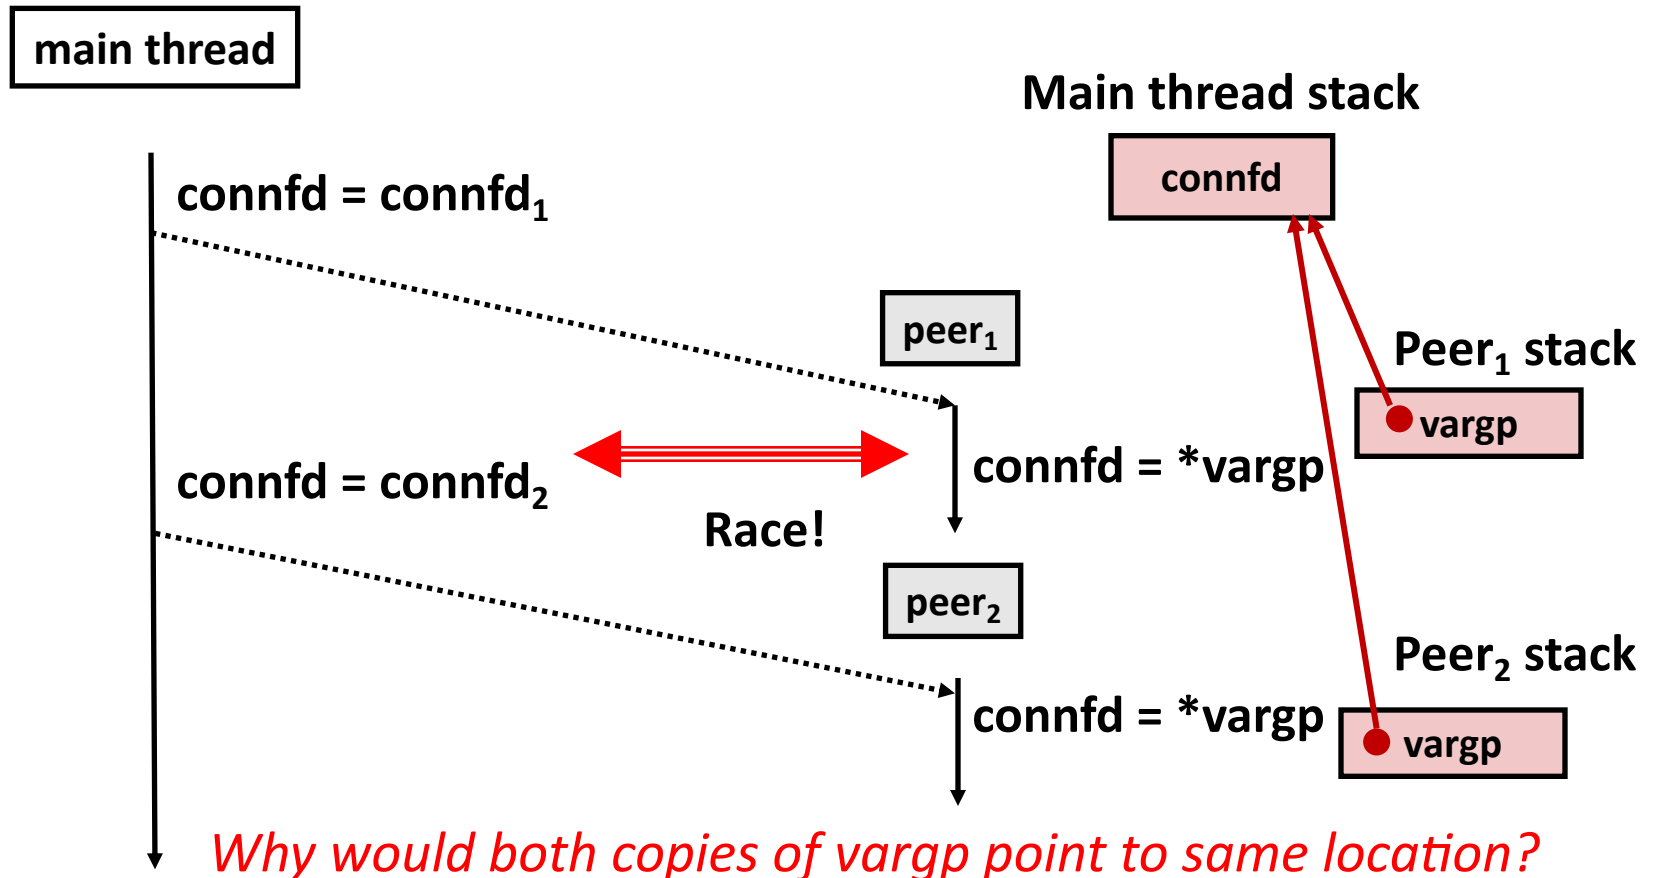 main thread
Main thread stack
connfd
connfd = connfd₁
peer₁
Peer₁ stack
vargp
connfd = *vargp
connfd = connfd₂
Race!
peer₂
Peer₂ stack
connfd = *vargp
vargp
Why would both copies of vargp point to same location?